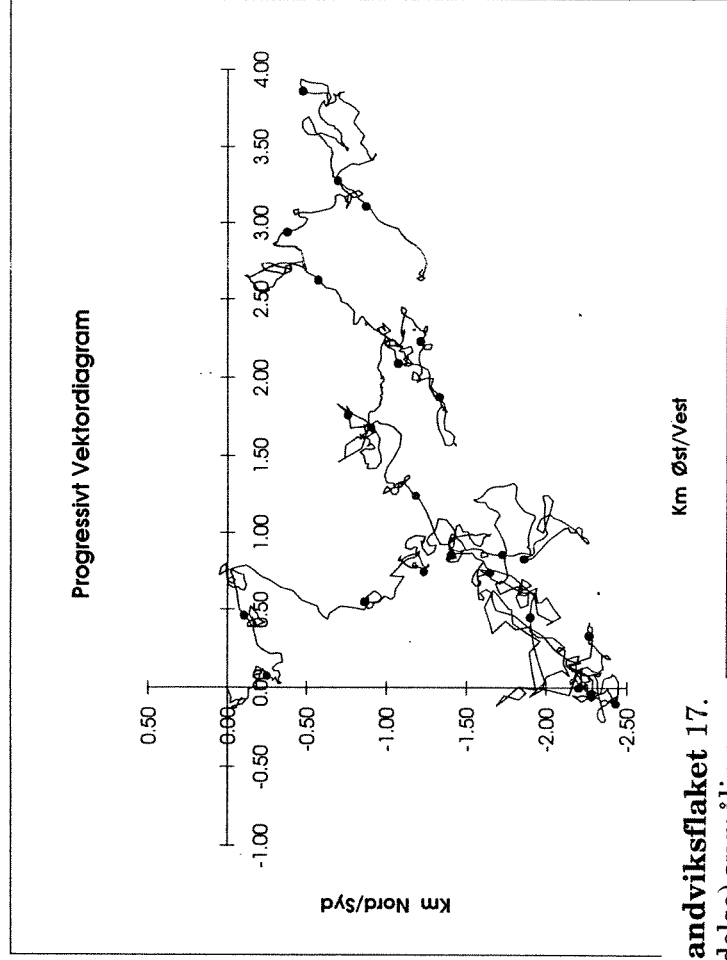 Progressivt Vektordiagram
Km Nord/Syd
0.50
0.00
-0.50
-1.00
-1.50
-2.00
-2.50
-1.00 -0.50 0.00 0.50 1.00 1.50 2.00 2.50 3.00 3.50 4.00
Km Øst/Vest
andviksflaket 17.